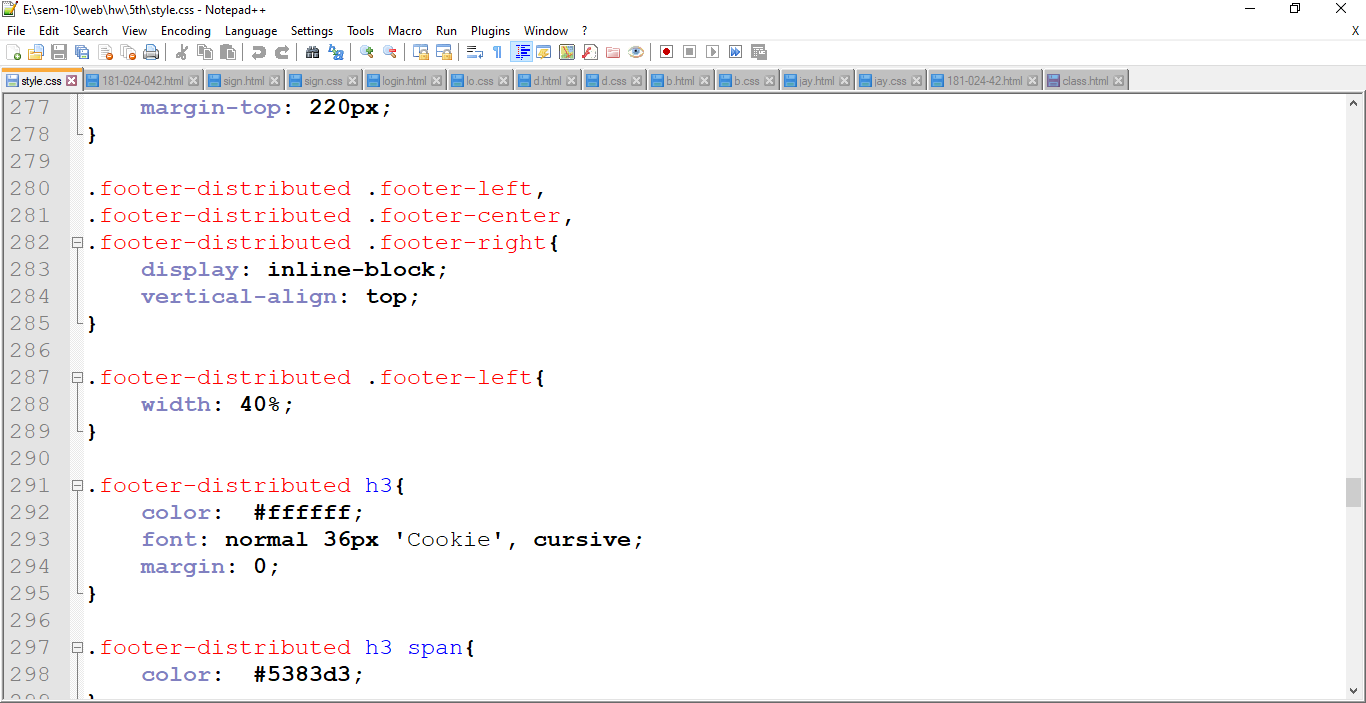 E:\sem-10\web\hw\5th\style.css - Notepad++
File Edit Search View Encoding Language Settings Tools Macro Run Plugins Window ? X
style.css 181-024-042.html sign.html sign.css login.html lo.css d.html d.css b.html b.css jay.html jay.css 181-024-42.html class.html
277 margin-top: 220px;
278 }
279
280 .footer-distributed .footer-left,
281 .footer-distributed .footer-center,
282 .footer-distributed .footer-right{
283 display: inline-block;
284 vertical-align: top;
285 }
286
287 .footer-distributed .footer-left{
288 width: 40%;
289 }
290
291 .footer-distributed h3{
292 color:  #ffffff;
293 font: normal 36px 'Cookie', cursive;
294 margin: 0;
295 }
296
297 .footer-distributed h3 span{
298 color:  #5383d3;